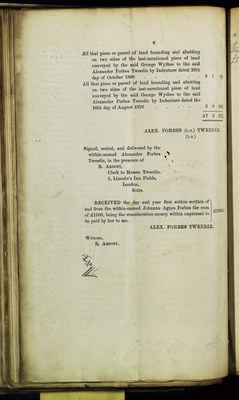 All that piece or parcel of land bounding and abutting
on two sides of the last-mentioned piece of land
conveyed by the said George Wythes to the said
Alexander Forbes Tweedie by Indenture dated 28th
day of October 1869
All that piece or parcel of land bounding and abutting
on two sides of the last-mentioned piece of land
conveyed by the said George Wythes to the said
Alexander Forbes Tweedie by Indenture dated the
10th day of August 1870
ALEX. FORBES (L.S.) TWEEDIE.
(L.S.)
Signed, sealed, and delivered by the
within-named Alexander Forbes
Tweedie, in the presence of
R. Abbott,
Clerk to Messrs. Tweedie,
5, Lincoln's Inn Fields,
London,
Solrs.
RECEIVED the day and year first within written of
and from the within-named Johanna Agnes Forbes the sum
of £1500, being the consideration money within expressed to
be paid by her to me.
£1500
ALEX. FORBES TWEEDIE.
Witness,
R. Abbott.